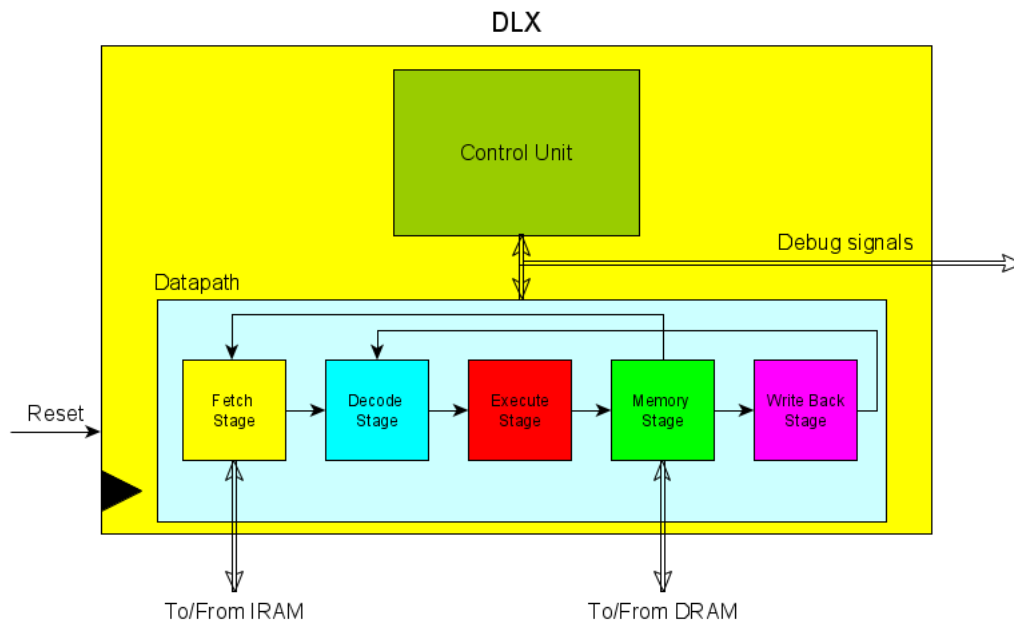 DLX
Control Unit
Debug signals
Datapath
Fetch
Stage
Decode
Stage
Execute
Stage
Memory
Stage
Write Back
Stage
Reset
To/From IRAM
To/From DRAM